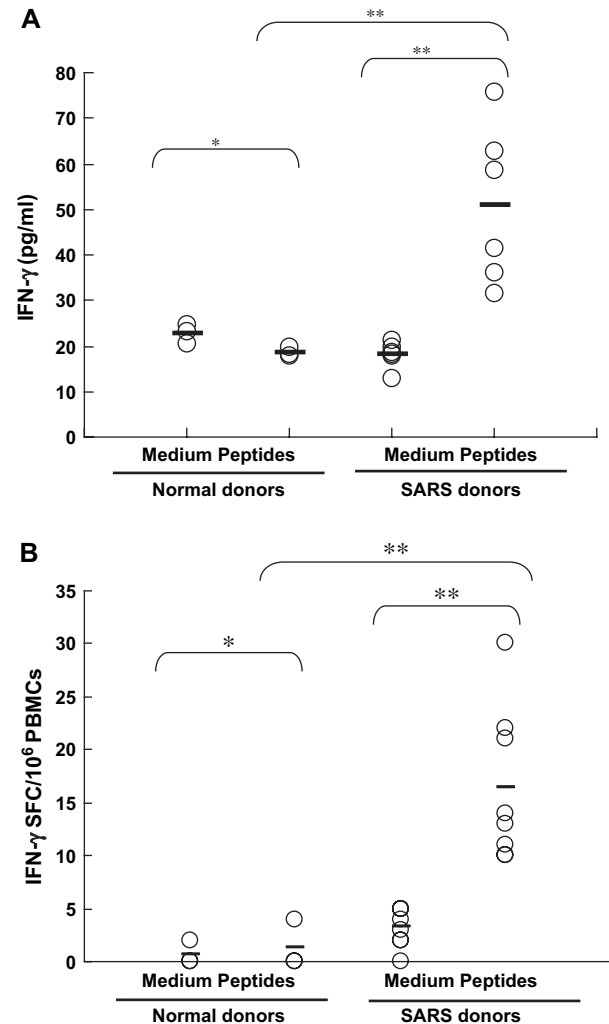 A
**
**
*
80
70
60
50
40
30
20
10
0
IFN-γ (pg/ml)
Medium Peptides Medium Peptides
Normal donors SARS donors
B
**
**
*
35
30
25
20
15
10
5
0
IFN-γ SFC/10⁶ PBMCs
Medium Peptides Medium Peptides
Normal donors SARS donors